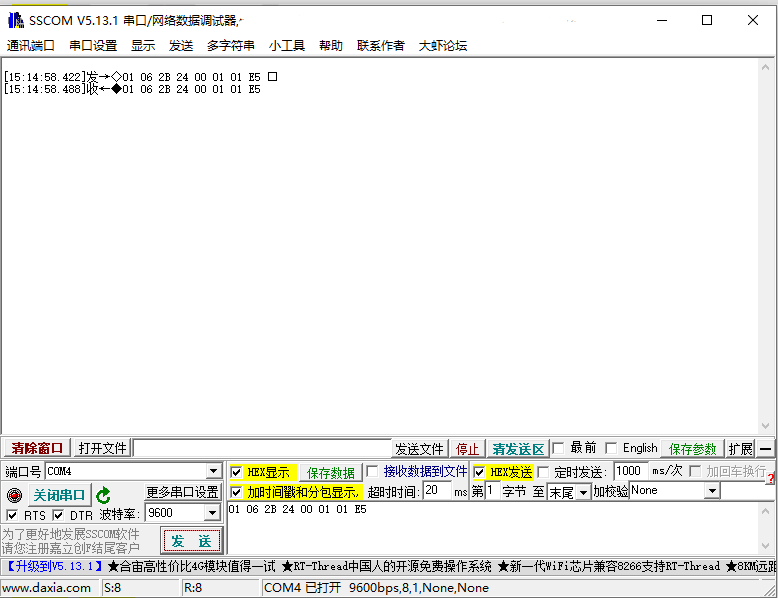 SSCOM V5.13.1 串口/网络数据调试器,
通讯端口 串口设置 显示 发送 多字符串 小工具 帮助 联系作者 大虾论坛
[15:14:58.422]发→◇01 06 2B 24 00 01 01 E5 □
[15:14:58.488]收←◆01 06 2B 24 00 01 01 E5
清除窗口 打开文件 发送文件 停止 清发送区 最前 English 保存参数 扩展 —
端口号 COM4 HEX显示 保存数据 接收数据到文件 HEX发送 定时发送: 1000 ms/次 加回车换行
关闭串口 更多串口设置 加时间戳和分包显示, 超时时间: 20 ms 第 1 字节 至 末尾 加校验 None
RTS DTR 波特率: 9600 01 06 2B 24 00 01 01 E5
为了更好地发展SSCOM软件
请您注册嘉立创F结尾客户 发 送
【升级到V5.13.1】★合宙高性价比4G模块值得一试 ★RT-Thread中国人的开源免费操作系统 ★新一代WiFi芯片兼容8266支持RT-Thread ★8KM远距
www.daxia.com S:8 R:8 COM4 已打开 9600bps,8,1,None,None